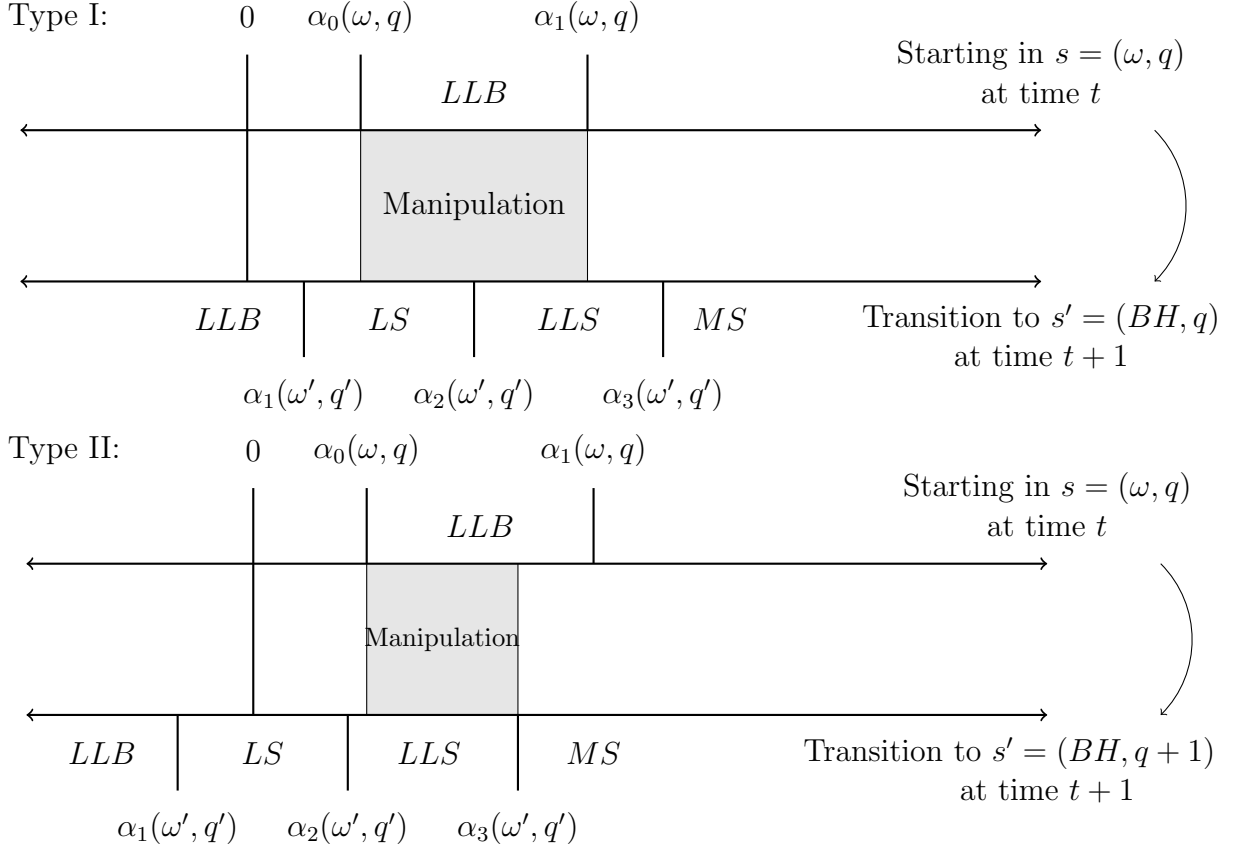 Type I: 0 α₀(ω, q) α₁(ω, q)
Starting in s = (ω, q)
at time t
LLB
Manipulation
LLB LS LLS MS
Transition to s′ = (BH, q)
at time t + 1
α₁(ω′, q′) α₂(ω′, q′) α₃(ω′, q′)
Type II: 0 α₀(ω, q) α₁(ω, q)
Starting in s = (ω, q)
at time t
LLB
Manipulation
LLB LS LLS MS
Transition to s′ = (BH, q + 1)
at time t + 1
α₁(ω′, q′) α₂(ω′, q′) α₃(ω′, q′)